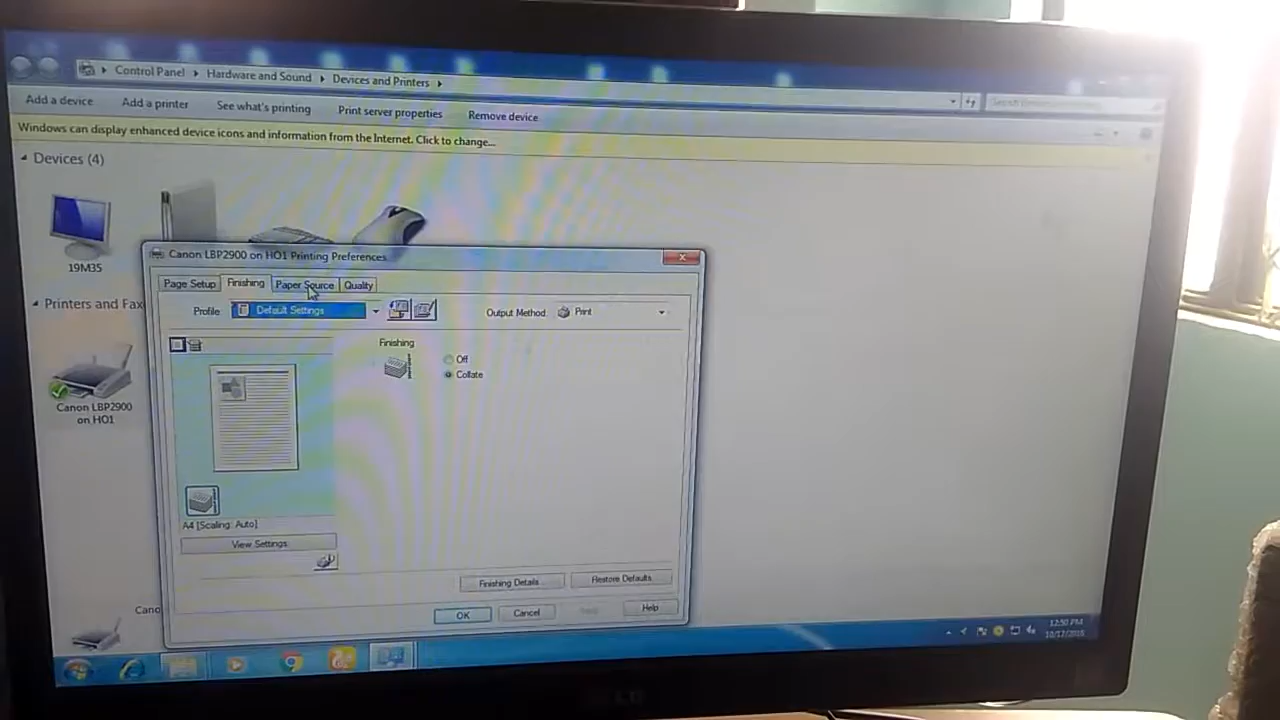 Control Panel Hardware and Sound Devices and Printers
Add a device Add a printer See what's printing Print server properties Remove device
Windows can display enhanced device icons and information from the Internet. Click to change...
Devices (4)
19M35
Printers and Fax
Canon LBP2900
on HO1
Cano
Canon LBP2900 on HO1 Printing Preferences
Page Setup Finishing Paper Source Quality
Profile Default Settings Output Method: Print
Finishing
Off
Collate
A4 [Scaling: Auto]
View Settings
Finishing Details Restore Defaults
OK Cancel Help
12:50 PM